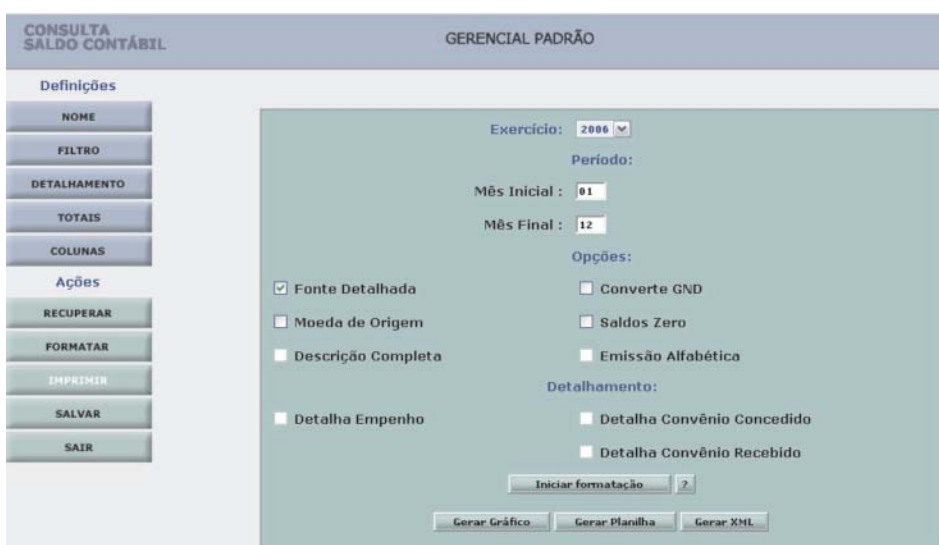 CONSULTA
SALDO CONTÁBIL
GERENCIAL PADRÃO
Definições
NOME
FILTRO
DETALHAMENTO
TOTAIS
COLUNAS
Ações
RECUPERAR
FORMATAR
IMPRIMIR
SALVAR
SAIR
Exercício: 2006
Período:
Mês Inicial : 01
Mês Final : 12
Opções:
Fonte Detalhada Converte GND
Moeda de Origem Saldos Zero
Descrição Completa Emissão Alfabética
Detalhamento:
Detalha Empenho Detalha Convênio Concedido
Detalha Convênio Recebido
Iniciar formatação ?
Gerar Gráfico Gerar Planilha Gerar XML